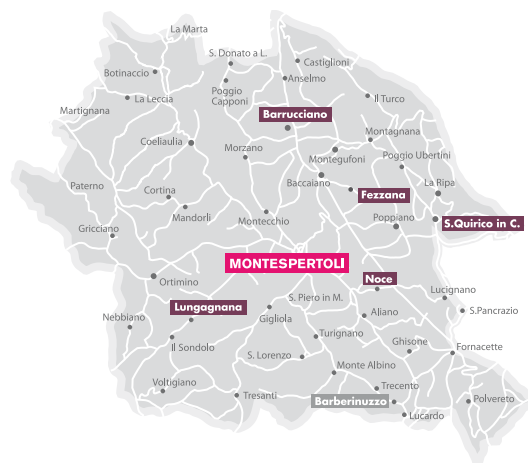 La Marta
S. Donato a L.
Castiglioni
Botinaccio
Anselmo
Poggio
Capponi
La Leccia
Il Turco
Martignana
Barrucciano
Montagnana
Coeliaulia
Morzano
Montegufoni
Poggio Ubertini
Baccaiano
Paterno
Cortina
Fezzana
La Ripa
Mandorli
Montecchio
Poppiano
S.Quirico in C.
Gricciano
MONTESPERTOLI
Ortimino
Noce
Lucignano
Lungagnana
S. Piero in M.
Nebbiano
Gigliola
Aliano
S.Pancrazio
Turignano
Il Sondolo
Ghisone
Fornacette
S. Lorenzo
Monte Albino
Voltigiano
Trecento
Tresanti
Barberinuzzo
Polvereto
Lucardo